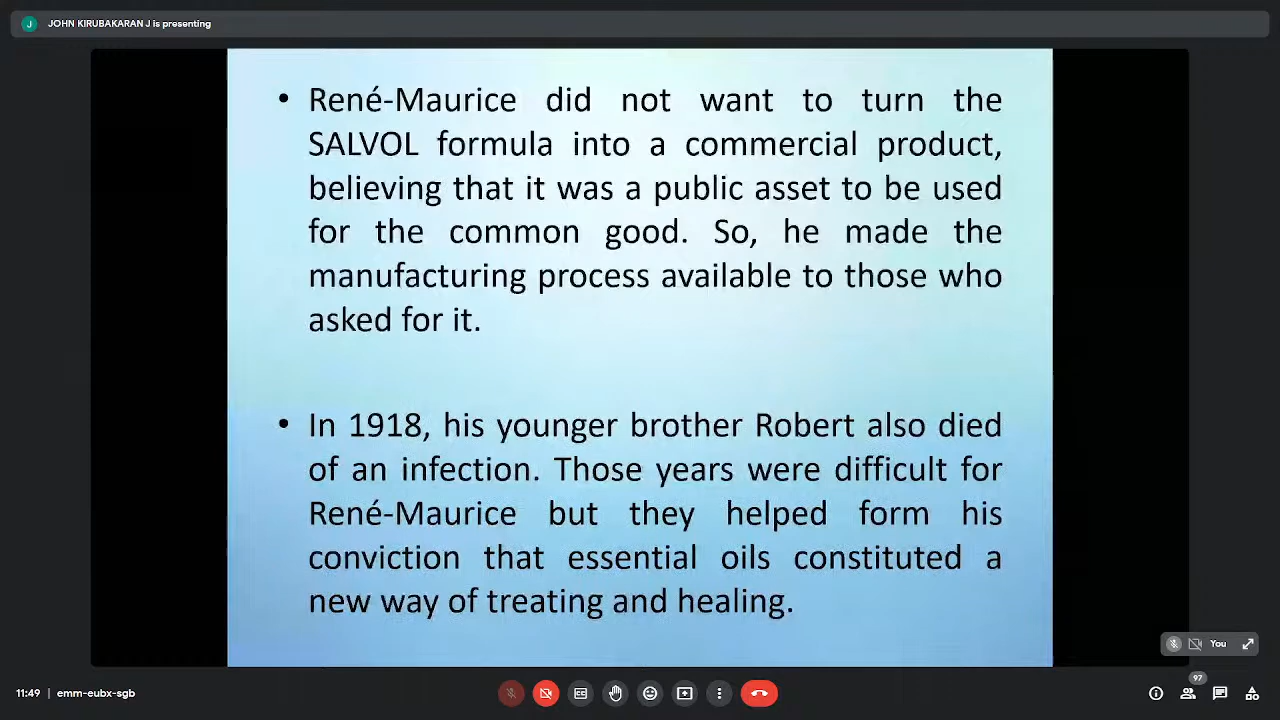 J JOHN KIRUBAKARAN J is presenting
• René-Maurice did not want to turn the
SALVOL formula into a commercial product,
believing that it was a public asset to be used
for the common good. So, he made the
manufacturing process available to those who
asked for it.
• In 1918, his younger brother Robert also died
of an infection. Those years were difficult for
René-Maurice but they helped form his
conviction that essential oils constituted a
new way of treating and healing.
You
11:49 | emm-eubx-sgb
97